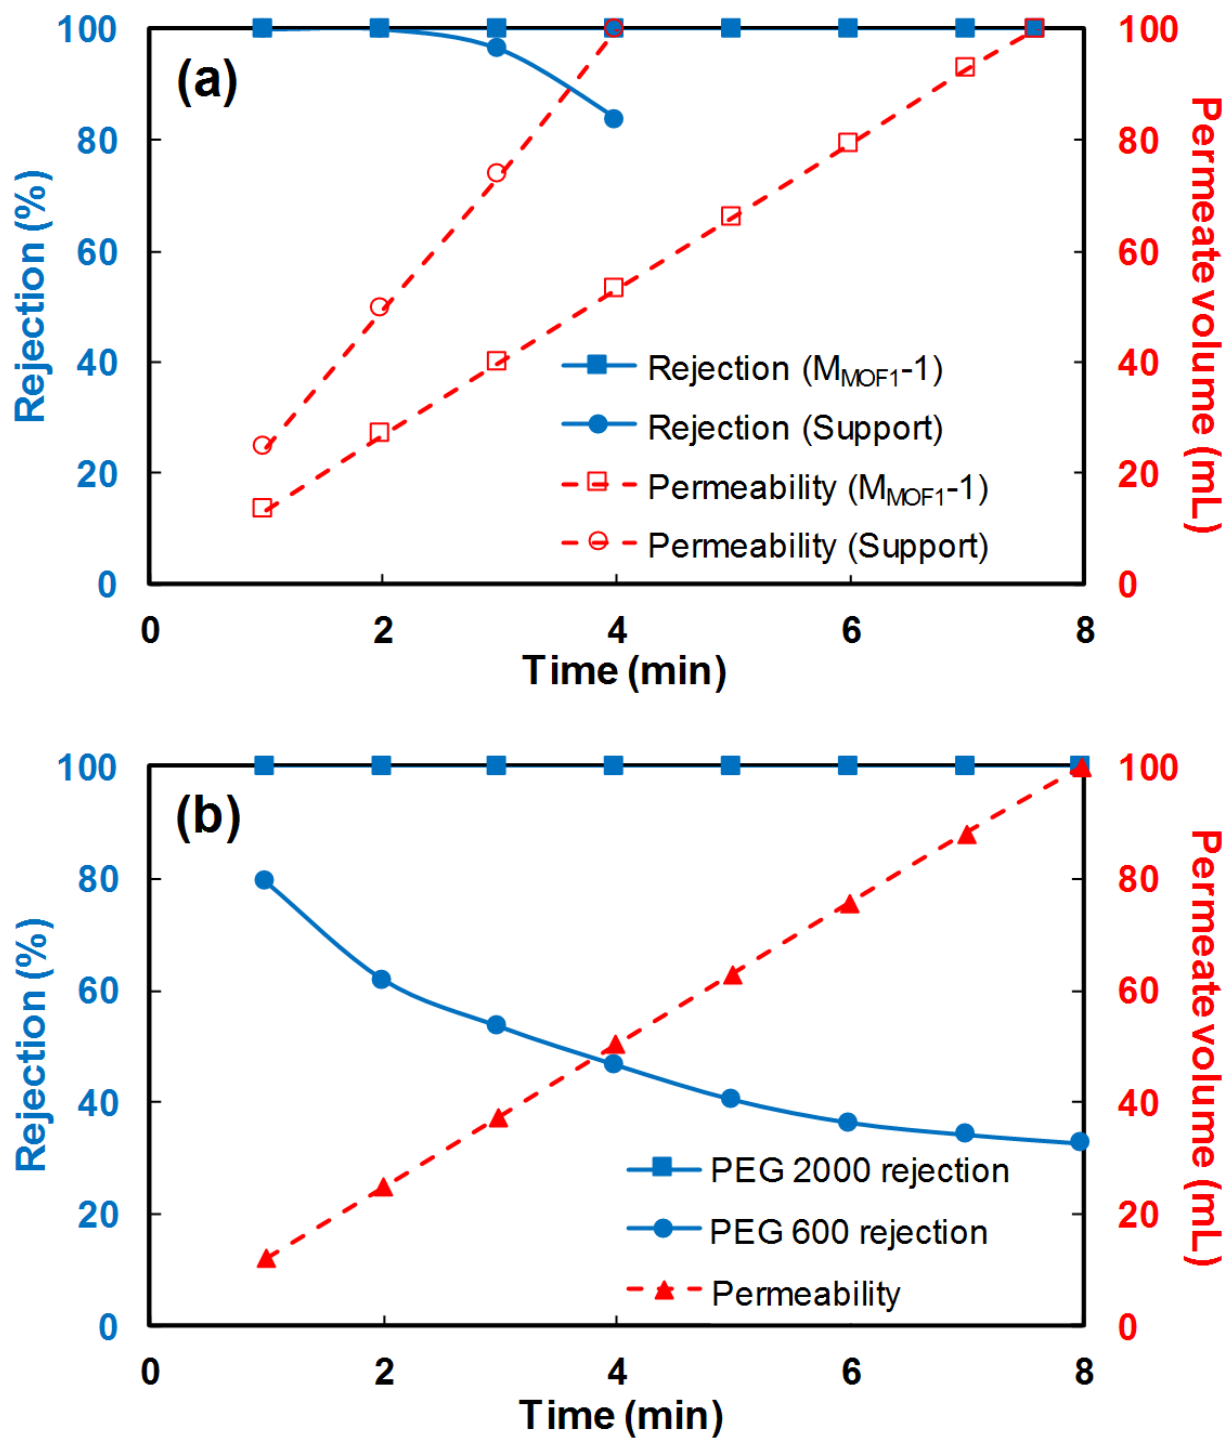 (a)
100
80
60
40
20
0
Rejection (%)
100
80
60
40
20
0
Permeate volume (mL)
Rejection (MMOF1-1)
Rejection (Support)
Permeability (MMOF1-1)
Permeability (Support)
0 2 4 6 8
Time (min)
(b)
100
80
60
40
20
0
Rejection (%)
100
80
60
40
20
0
Permeate volume (mL)
PEG 2000 rejection
PEG 600 rejection
Permeability
0 2 4 6 8
Time (min)